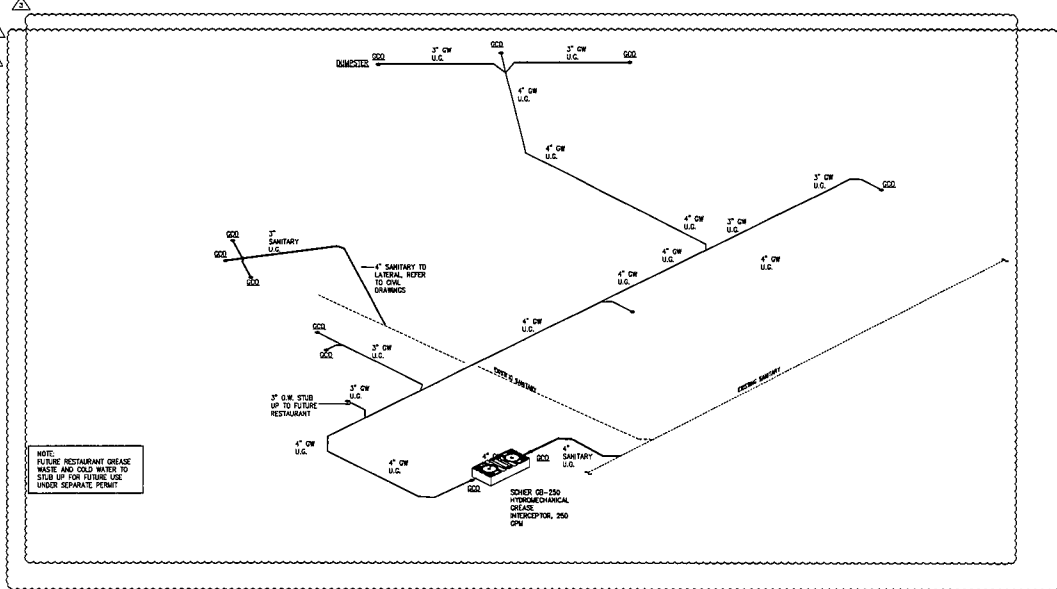 3
GCO
3" GW
U.G.
3" GW
U.G.
DUMPSTER
GCO
GCO
4" GW
U.G.
4" GW
U.G.
3" GW
U.G.
GCO
4" GW
U.G.
3" GW
U.G.
4" GW
U.G.
4" GW
U.G.
4" GW
U.G.
GCO
3"
SANITARY
U.G.
GCO
GCO
4" SANITARY TO
LATERAL, REFER
TO CIVIL
DRAWINGS
4" GW
U.G.
GCO
GCO
3" GW
U.G.
EXISTING SANITARY
EXISTING SANITARY
3" G.W. STUB
UP TO FUTURE
RESTAURANT
3" GW
U.G.
4" GW
U.G.
4" GW
U.G.
4" G
GCO
4"
SANITARY
U.G.
GCO
NOTE:
FUTURE RESTAURANT GREASE
WASTE AND COLD WATER TO
STUB UP FOR FUTURE USE
UNDER SEPARATE PERMIT
SCHIER GB-250
HYDROMECHANICAL
GREASE
INTERCEPTOR, 250
GPM